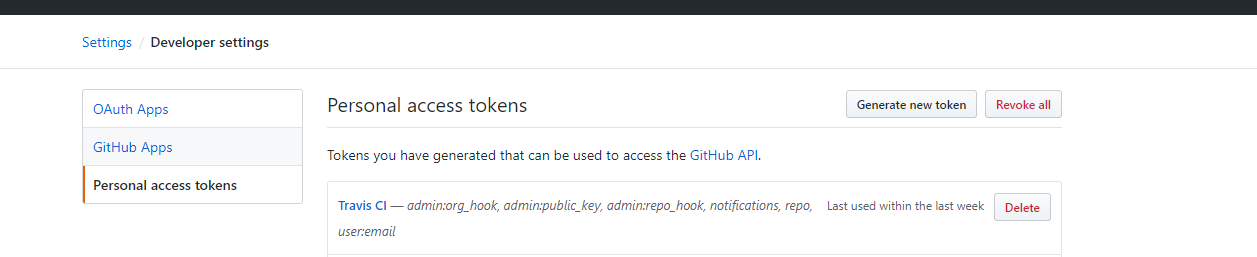 Settings / Developer settings
OAuth Apps
GitHub Apps
Personal access tokens
Personal access tokens
Generate new token
Revoke all
Tokens you have generated that can be used to access the GitHub API.
Travis CI — admin:org_hook, admin:public_key, admin:repo_hook, notifications, repo,
user:email
Last used within the last week
Delete